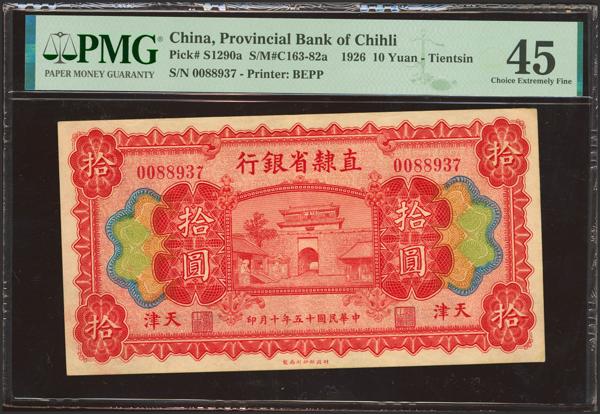 PMG
PAPER MONEY GUARANTY
China, Provincial Bank of Chihli
Pick# S1290a S/M#C163-82a 1926 10 Yuan - Tientsin
S/N 0088937 - Printer: BEPP
45
Choice Extremely Fine
拾
拾
行銀省隸直
0088937
0088937
拾圓
拾圓
津天
津天
印月十年五十國民華中
拾
拾